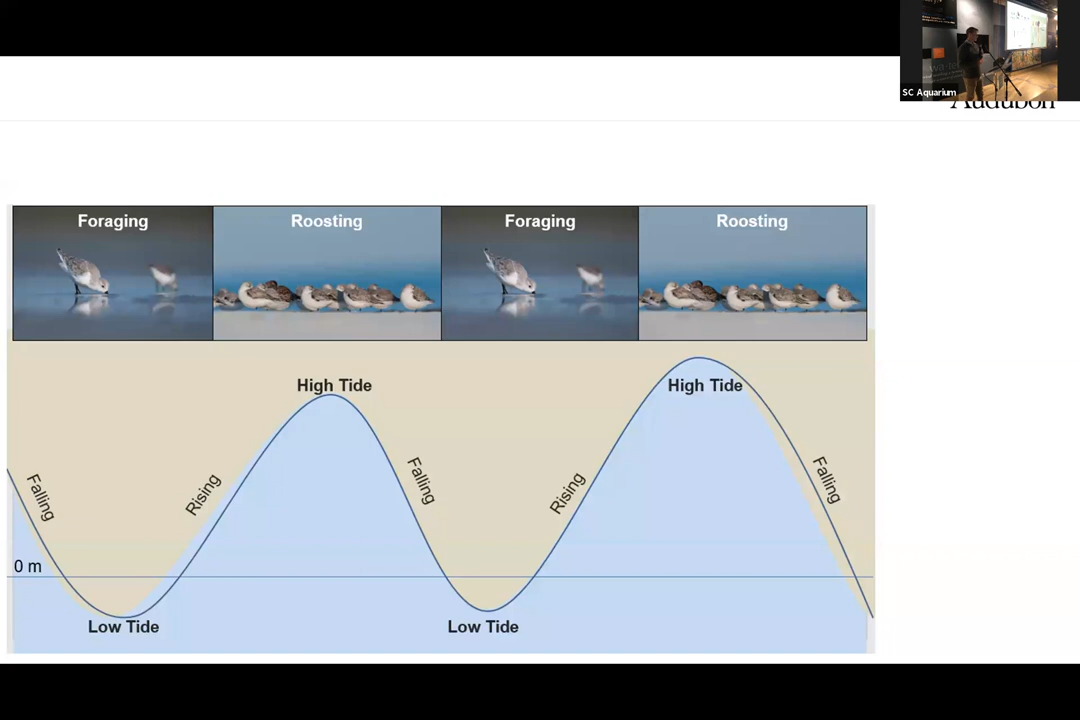 SC Aquarium
Audubon
Foraging
Roosting
Foraging
Roosting
High Tide
High Tide
Falling
Rising
Falling
Rising
Falling
0 m
Low Tide
Low Tide